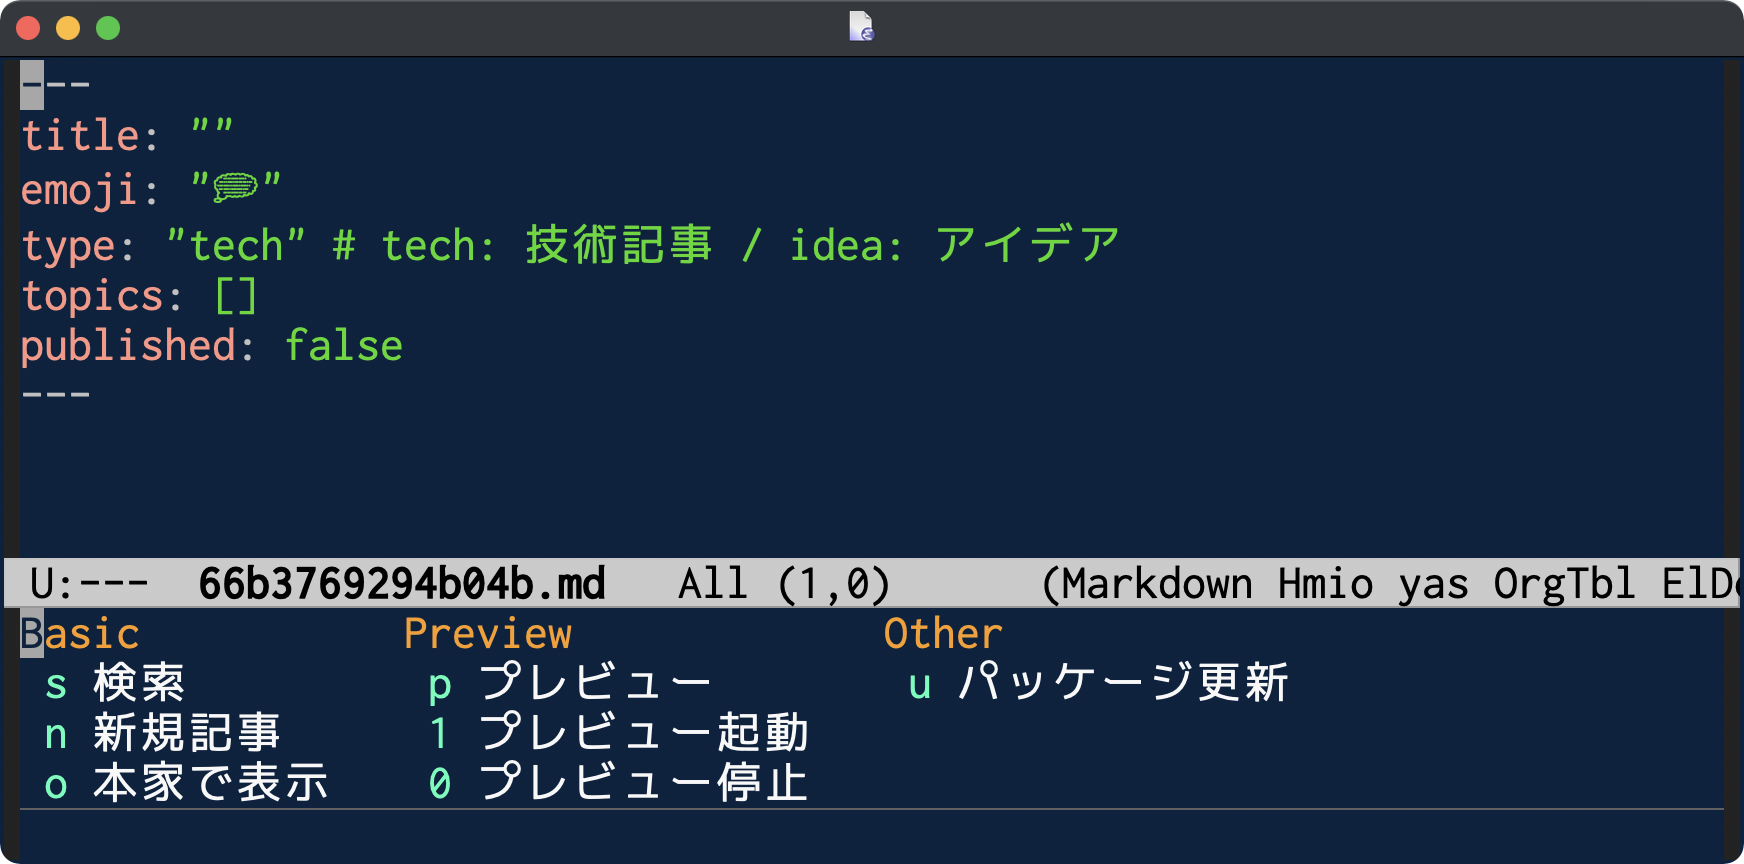 ---
title: ""
emoji: "💭"
type: "tech" # tech: 技術記事 / idea: アイデア
topics: []
published: false
---
U:--- 66b3769294b04b.md All (1,0) (Markdown Hmio yas OrgTbl ElDo
Basic Preview Other
s 検索 p プレビュー u パッケージ更新
n 新規記事 1 プレビュー起動
o 本家で表示 0 プレビュー停止